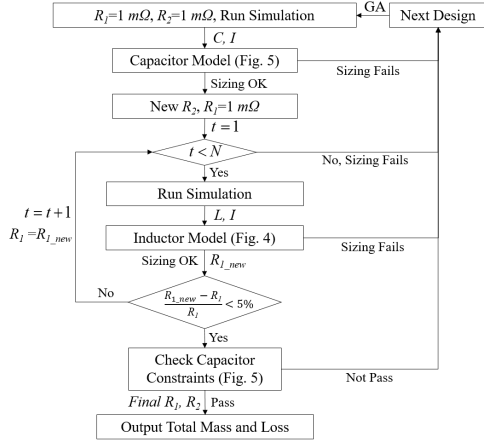 R₁=1 mΩ, R₂=1 mΩ, Run Simulation
GA
Next Design
C, I
Capacitor Model (Fig. 5)
Sizing Fails
Sizing OK
New R₂, R₁=1 mΩ
t = 1
t < N
No, Sizing Fails
Yes
Run Simulation
t = t+1
R₁ =R₁_new
L, I
Inductor Model (Fig. 4)
Sizing Fails
Sizing OK
R₁_new
No
R₁_new − R₁
R₁
< 5%
Yes
Check Capacitor
Constraints (Fig. 5)
Not Pass
Final R₁, R₂
Pass
Output Total Mass and Loss